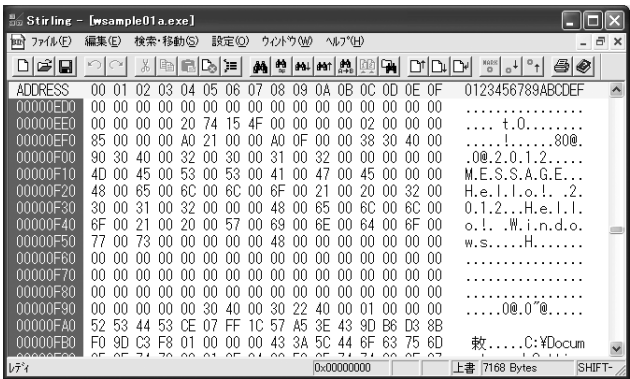 Stirling - [wsample01a.exe]
ファイル(F) 編集(E) 検索・移動(S) 設定(O) ウィンドウ(W) ヘルプ(H)
ADDRESS 00 01 02 03 04 05 06 07 08 09 0A 0B 0C 0D 0E 0F 0123456789ABCDEF
00000ED0 00 00 00 00 00 00 00 00 00 00 00 00 00 00 00 00 ................
00000EE0 00 00 00 00 20 74 15 4F 00 00 00 00 02 00 00 00 .... t.O........
00000EF0 85 00 00 00 A0 21 00 00 A0 0F 00 00 38 30 40 00 .....!......80@.
00000F00 90 30 40 00 32 00 30 00 31 00 32 00 00 00 00 00 .0@.2.0.1.2.....
00000F10 4D 00 45 00 53 00 53 00 41 00 47 00 45 00 00 00 M.E.S.S.A.G.E...
00000F20 48 00 65 00 6C 00 6C 00 6F 00 21 00 20 00 32 00 H.e.l.l.o.!. .2.
00000F30 30 00 31 00 32 00 00 00 48 00 65 00 6C 00 6C 00 0.1.2...H.e.l.l.
00000F40 6F 00 21 00 20 00 57 00 69 00 6E 00 64 00 6F 00 o.!. .W.i.n.d.o.
00000F50 77 00 73 00 00 00 00 00 48 00 00 00 00 00 00 00 w.s.....H.......
00000F60 00 00 00 00 00 00 00 00 00 00 00 00 00 00 00 00 ................
00000F70 00 00 00 00 00 00 00 00 00 00 00 00 00 00 00 00 ................
00000F80 00 00 00 00 00 00 00 00 00 00 00 00 00 00 00 00 ................
00000F90 00 00 00 00 00 30 40 00 30 22 40 00 01 00 00 00 .....0@.0"@.....
00000FA0 52 53 44 53 CE 07 FF 1C 57 A5 3E 43 9D B6 D3 8B
00000FB0 F0 9D C3 F8 01 00 00 00 43 3A 5C 44 6F 63 75 6D 敕.....C:¥Docum
レディ 0x00000000 上書 7168 Bytes SHIFT-